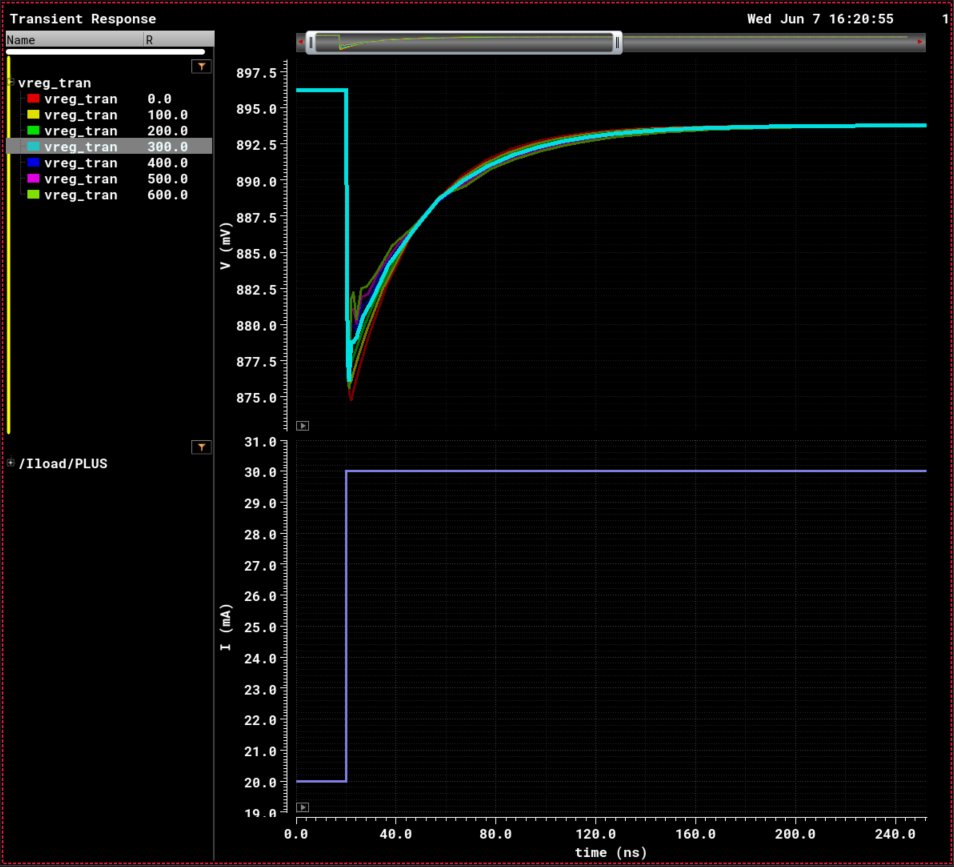 Transient Response
Wed Jun 7 16:20:55 1
Name R
vreg_tran
vreg_tran 0.0
vreg_tran 100.0
vreg_tran 200.0
vreg_tran 300.0
vreg_tran 400.0
vreg_tran 500.0
vreg_tran 600.0
897.5
895.0
892.5
890.0
887.5
885.0
882.5
880.0
877.5
875.0
V (mV)
/Iload/PLUS
31.0
30.0
29.0
28.0
27.0
26.0
25.0
24.0
23.0
22.0
21.0
20.0
19.0
I (mA)
0.0 40.0 80.0 120.0 160.0 200.0 240.0
time (ns)